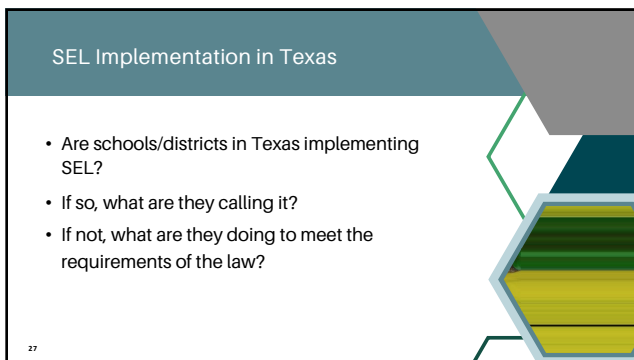 SEL Implementation in Texas
• Are schools/districts in Texas implementing
SEL?
• If so, what are they calling it?
• If not, what are they doing to meet the
requirements of the law?
27